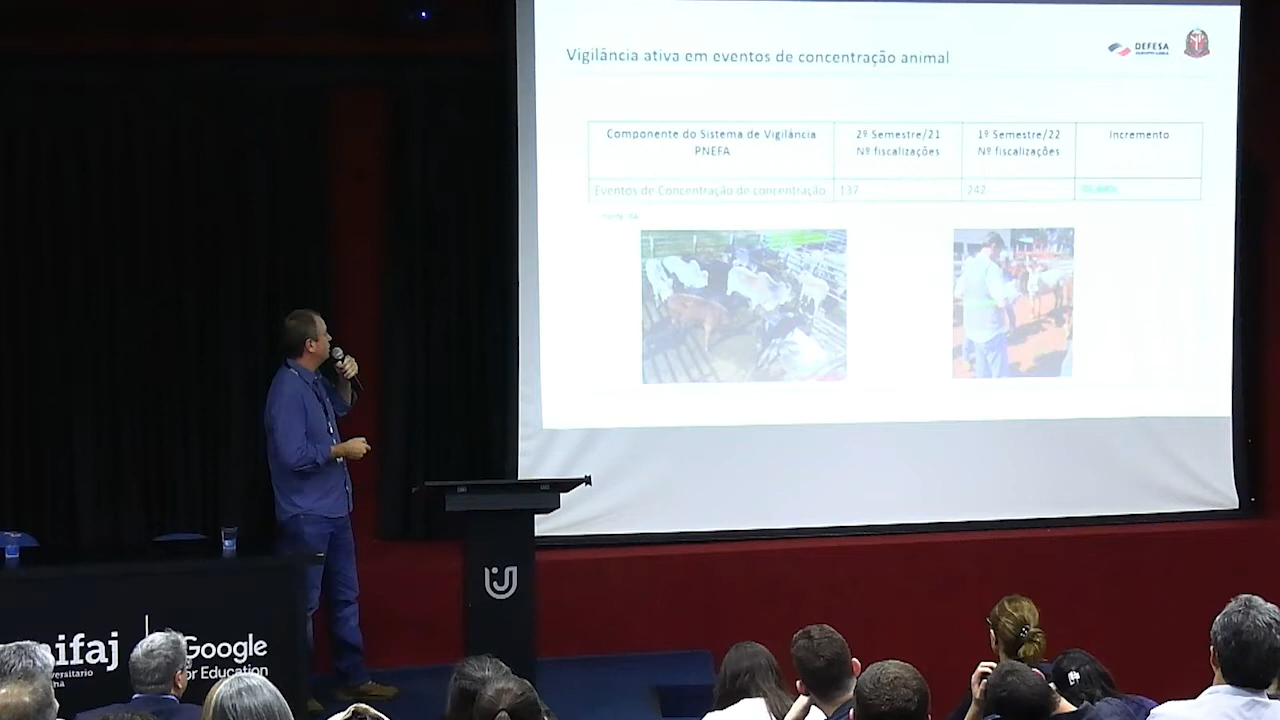 Vigilância ativa em eventos de concentração animal
DEFESA
Componente do Sistema de Vigilância
PNEFA
2º Semestre/21
Nº fiscalizações
1º Semestre/22
Nº fiscalizações
Incremento
Eventos de Concentração de concentração
137
242
nifaj
Google
or Education